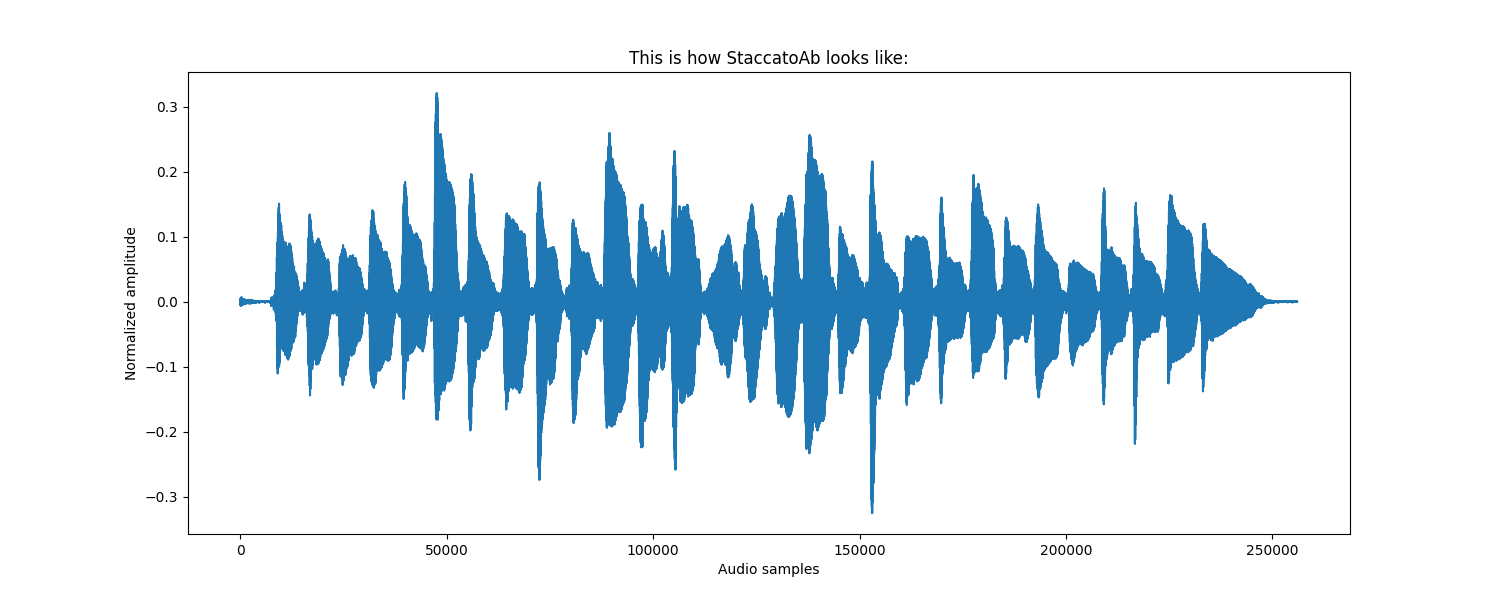 This is how StaccatoAb looks like:
0.3
0.2
0.1
0.0
−0.1
−0.2
−0.3
Normalized amplitude
0 50000 100000 150000 200000 250000
Audio samples